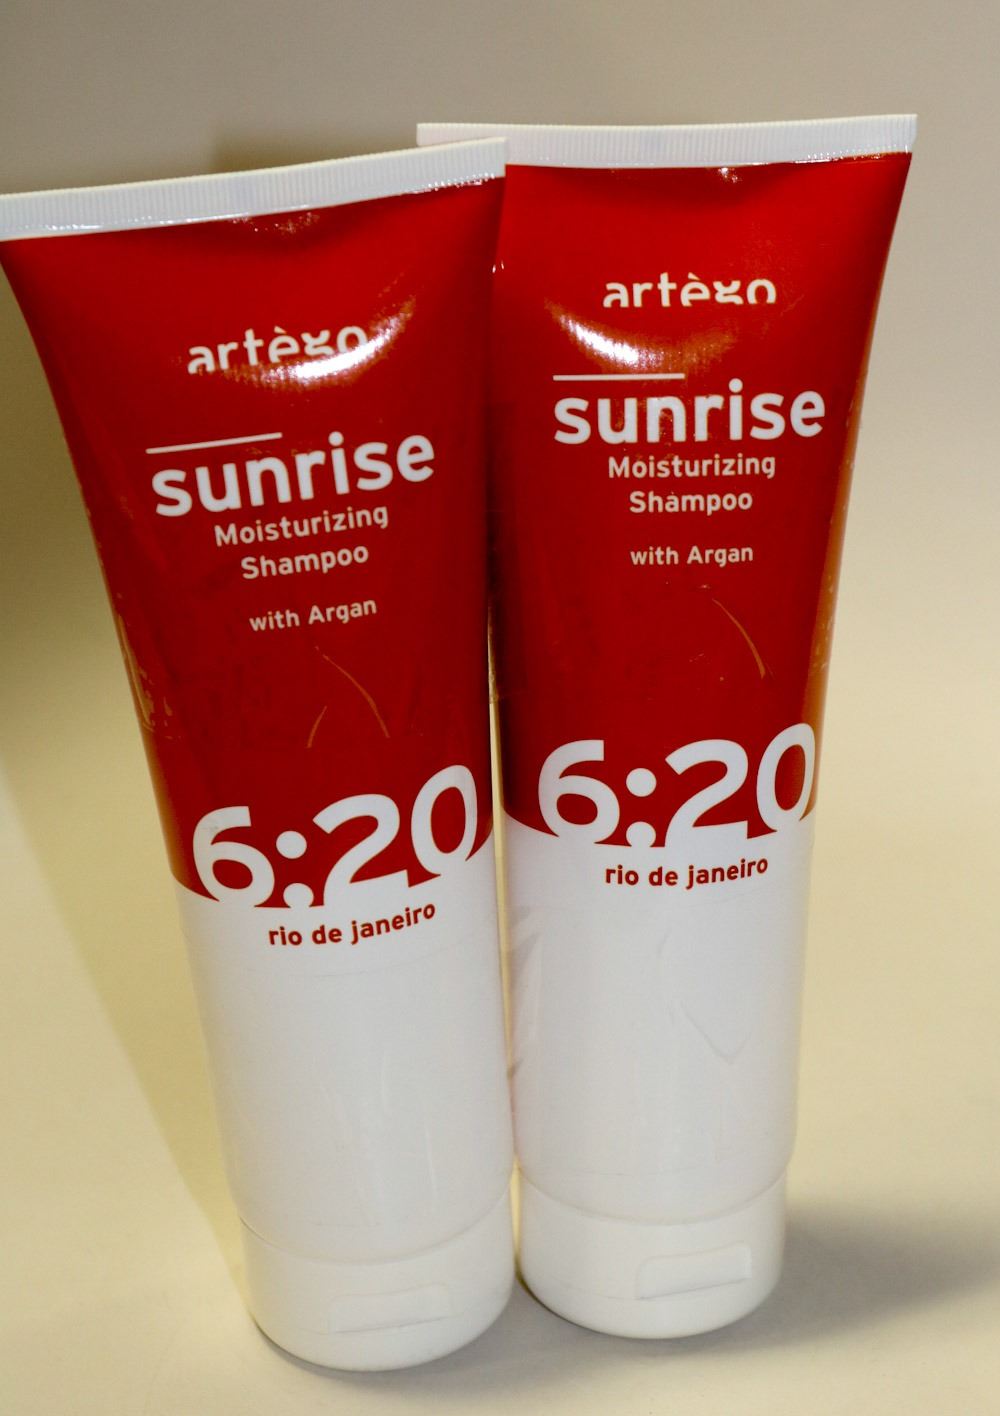 artègo
sunrise
Moisturizing
Shampoo
with Argan
6:20
rio de janeiro
artègo
sunrise
Moisturizing
Shampoo
with Argan
6:20
rio de janeiro